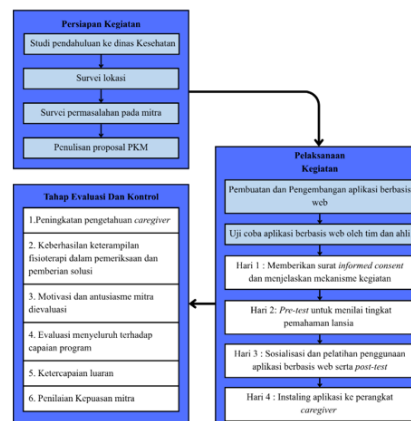 Persiapan Kegiatan
Studi pendahuluan ke dinas Kesehatan
Survei lokasi
Survei permasalahan pada mitra
Penulisan proposal PKM
Pelaksanaan
Kegiatan
Pembuatan dan Pengembangan aplikasi berbasis
web
Uji coba aplikasi berbasis web oleh tim dan ahli
Hari 1 : Memberikan surat informed consent
dan menjelaskan mekanisme kegiatan
Hari 2: Pre-test untuk menilai tingkat
pemahaman lansia
Hari 3 : Sosialisasi dan pelatihan penggunaan
aplikasi berbasis web serta post-test
Hari 4 : Instaling aplikasi ke perangkat
caregiver
Tahap Evaluasi Dan Kontrol
1.Peningkatan pengetahuan caregiver
2. Keberhasilan keterampilan
fisioterapi dalam pemeriksaan dan
pemberian solusi
3. Motivasi dan antusiasme mitra
dievaluasi
4. Evaluasi menyeluruh terhadap
capaian program
5. Ketercapaian luaran
6. Penilaian Kepuasan mitra